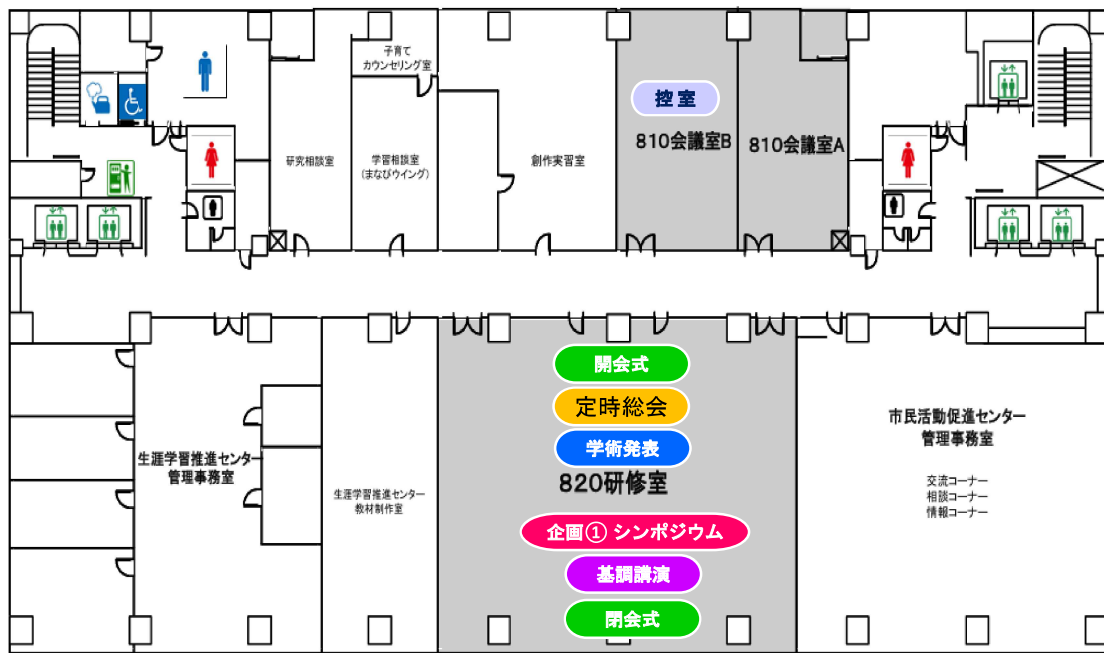 子育て
カウンセリング室
控室
810会議室B
810会議室A
研究相談室
学習相談室
(まなびウイング)
創作実習室
開会式
定時総会
学術発表
820研修室
企画① シンポジウム
基調講演
閉会式
生涯学習推進センター
管理事務室
生涯学習推進センター
教材制作室
市民活動促進センター
管理事務室
交流コーナー
相談コーナー
情報コーナー